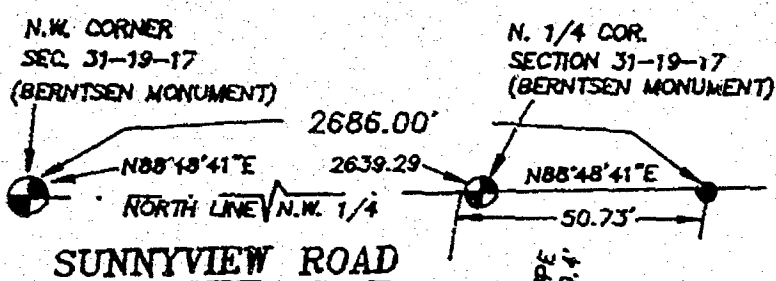 N.W. CORNER
SEC. 31-19-17
(BERNTSEN MONUMENT)
N. 1/4 COR.
SECTION 31-19-17
(BERNTSEN MONUMENT)
2686.00'
N88°48'41"E
2639.29
N88°48'41"E
NORTH LINE N.W. 1/4
50.73'
SUNNYVIEW ROAD